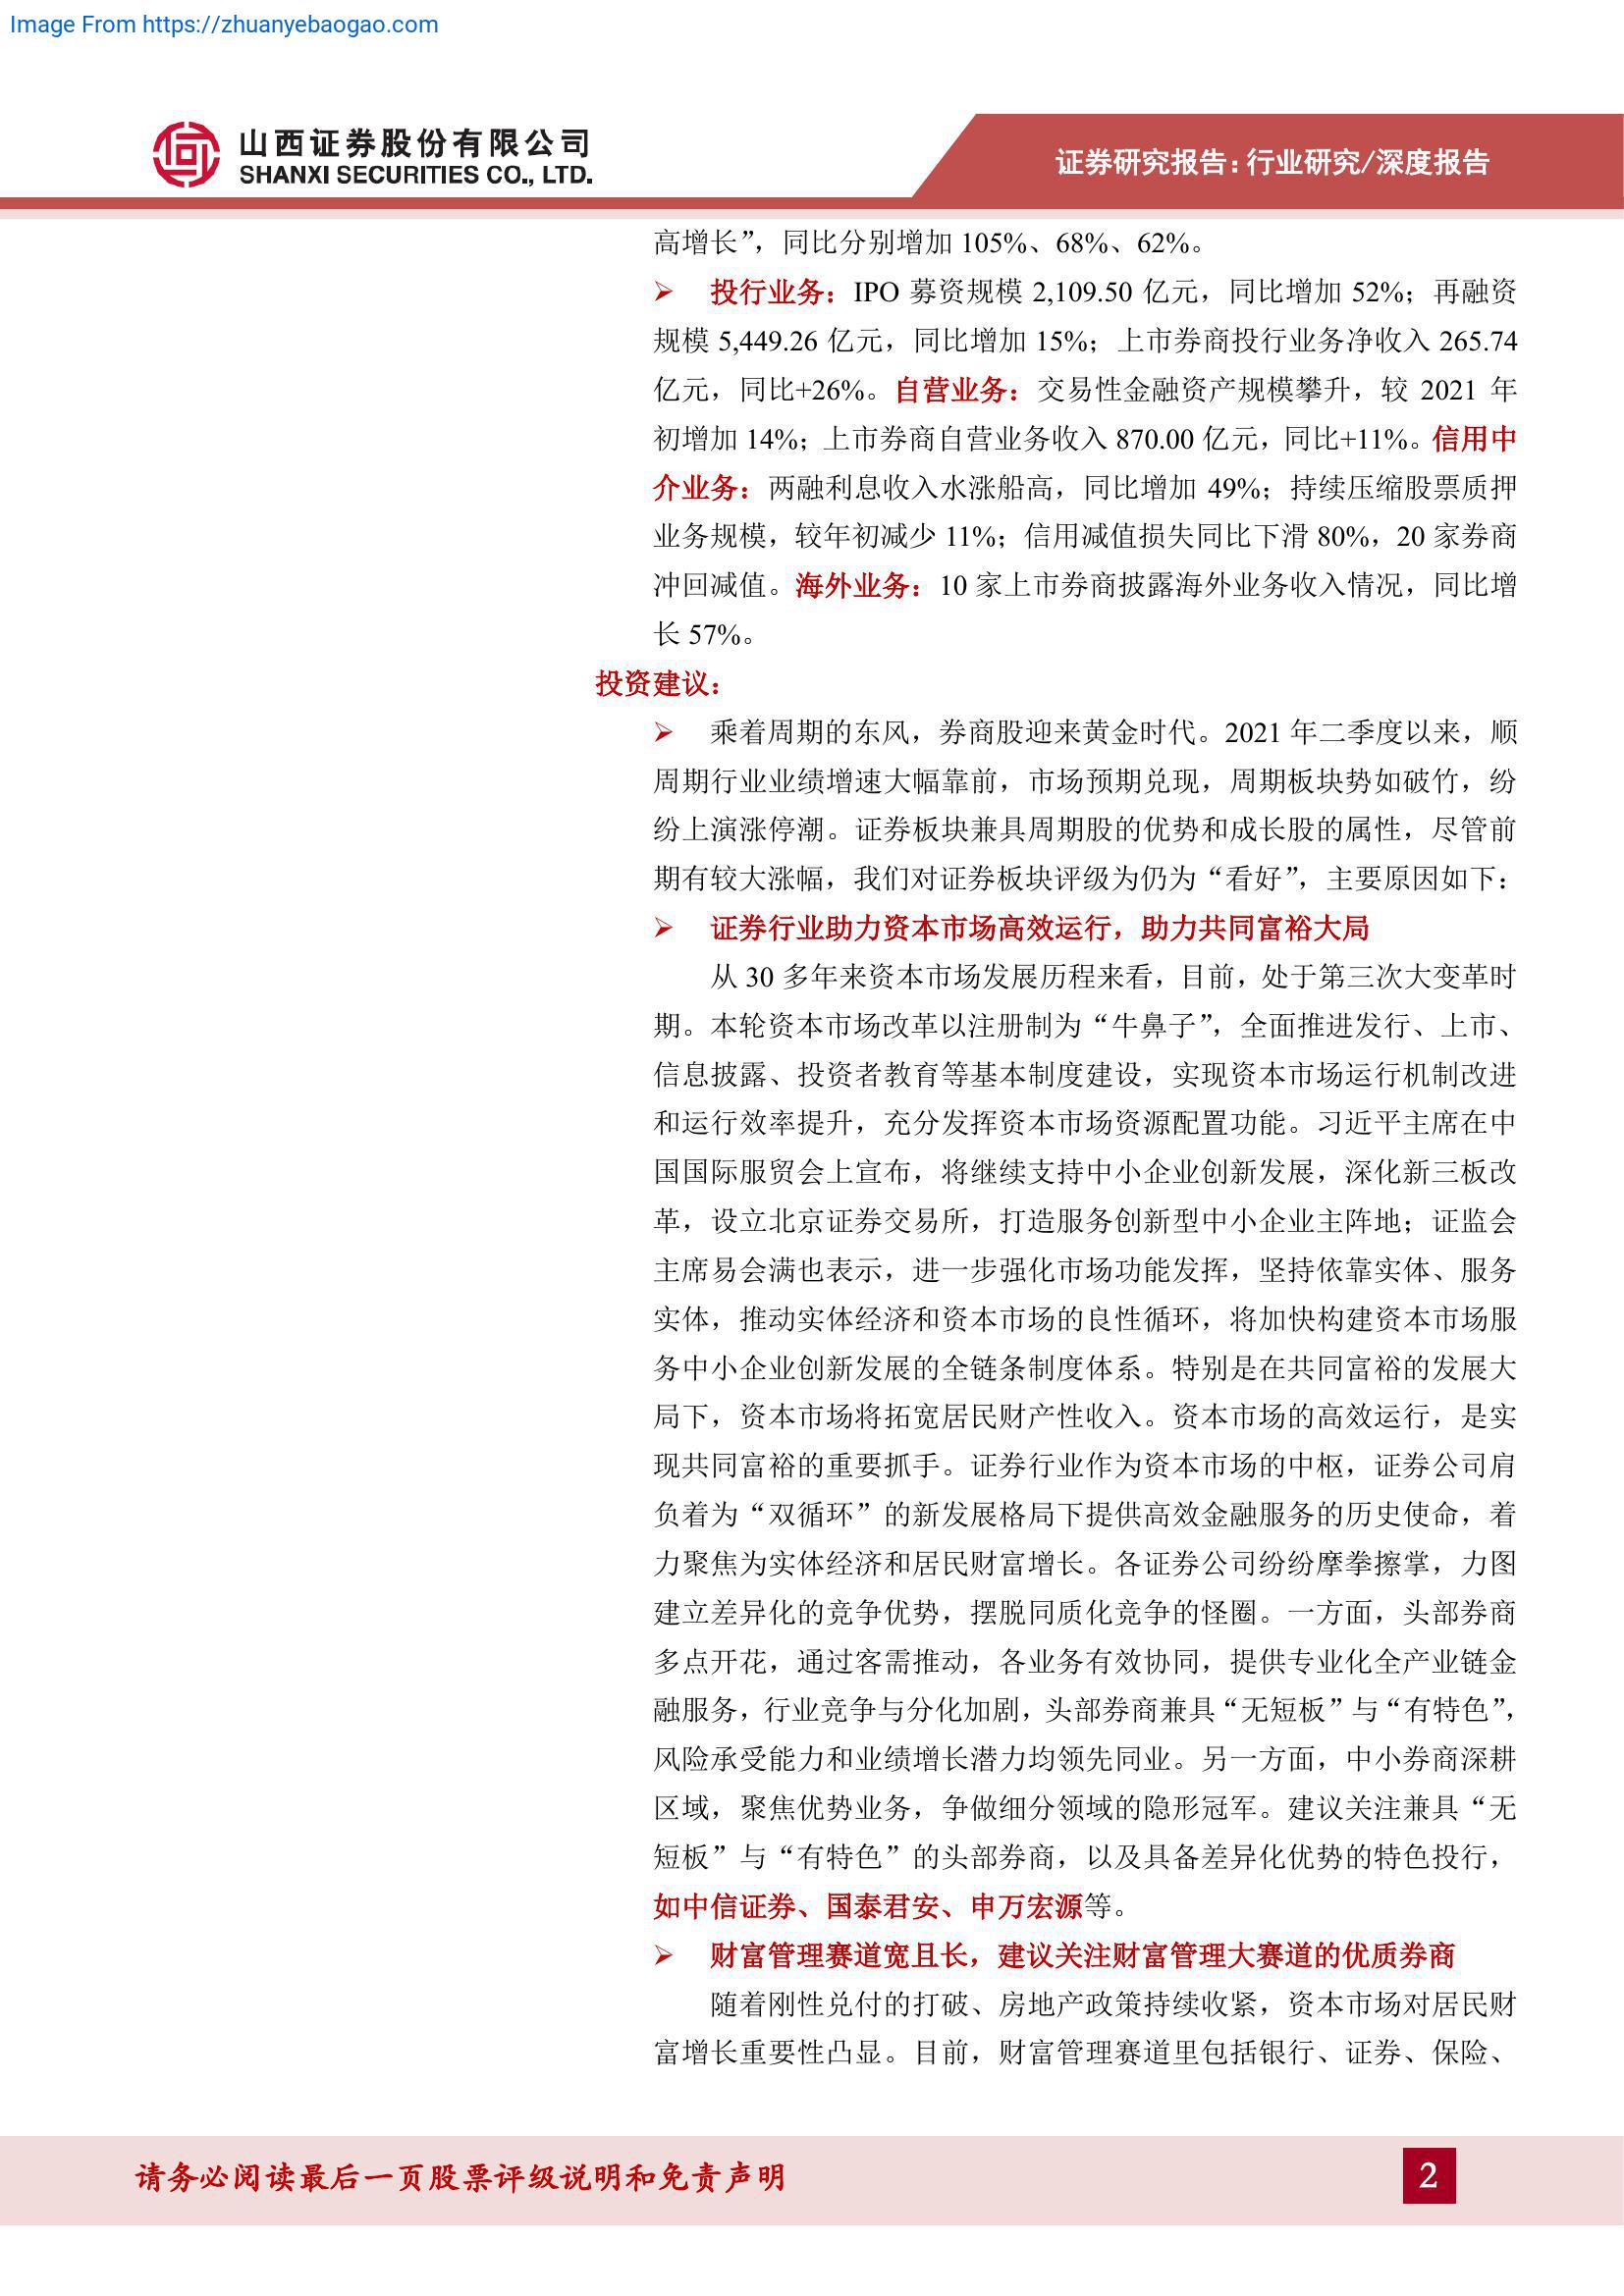 Image From https://zhuanyebaogao.com
山西证券股份有限公司
SHANXI SECURITIES CO., LTD.
证券研究报告：行业研究/深度报告
高增长”，同比分别增加 105%、68%、62%。
投行业务：IPO 募资规模 2,109.50 亿元，同比增加 52%；再融资
规模 5,449.26 亿元，同比增加 15%；上市券商投行业务净收入 265.74
亿元，同比+26%。自营业务：交易性金融资产规模攀升，较 2021 年
初增加 14%；上市券商自营业务收入 870.00 亿元，同比+11%。信用中
介业务：两融利息收入水涨船高，同比增加 49%；持续压缩股票质押
业务规模，较年初减少 11%；信用减值损失同比下滑 80%，20 家券商
冲回减值。海外业务：10 家上市券商披露海外业务收入情况，同比增
长 57%。
投资建议：
乘着周期的东风，券商股迎来黄金时代。2021 年二季度以来，顺
周期行业业绩增速大幅靠前，市场预期兑现，周期板块势如破竹，纷
纷上演涨停潮。证券板块兼具周期股的优势和成长股的属性，尽管前
期有较大涨幅，我们对证券板块评级为仍为“看好”，主要原因如下：
证券行业助力资本市场高效运行，助力共同富裕大局
从 30 多年来资本市场发展历程来看，目前，处于第三次大变革时
期。本轮资本市场改革以注册制为“牛鼻子”，全面推进发行、上市、
信息披露、投资者教育等基本制度建设，实现资本市场运行机制改进
和运行效率提升，充分发挥资本市场资源配置功能。习近平主席在中
国国际服贸会上宣布，将继续支持中小企业创新发展，深化新三板改
革，设立北京证券交易所，打造服务创新型中小企业主阵地；证监会
主席易会满也表示，进一步强化市场功能发挥，坚持依靠实体、服务
实体，推动实体经济和资本市场的良性循环，将加快构建资本市场服
务中小企业创新发展的全链条制度体系。特别是在共同富裕的发展大
局下，资本市场将拓宽居民财产性收入。资本市场的高效运行，是实
现共同富裕的重要抓手。证券行业作为资本市场的中枢，证券公司肩
负着为“双循环”的新发展格局下提供高效金融服务的历史使命，着
力聚焦为实体经济和居民财富增长。各证券公司纷纷摩拳擦掌，力图
建立差异化的竞争优势，摆脱同质化竞争的怪圈。一方面，头部券商
多点开花，通过客需推动，各业务有效协同，提供专业化全产业链金
融服务，行业竞争与分化加剧，头部券商兼具“无短板”与“有特色”，
风险承受能力和业绩增长潜力均领先同业。另一方面，中小券商深耕
区域，聚焦优势业务，争做细分领域的隐形冠军。建议关注兼具“无
短板”与“有特色”的头部券商，以及具备差异化优势的特色投行，
如中信证券、国泰君安、申万宏源等。
财富管理赛道宽且长，建议关注财富管理大赛道的优质券商
随着刚性兑付的打破、房地产政策持续收紧，资本市场对居民财
富增长重要性凸显。目前，财富管理赛道里包括银行、证券、保险、
请务必阅读最后一页股票评级说明和免责声明
2